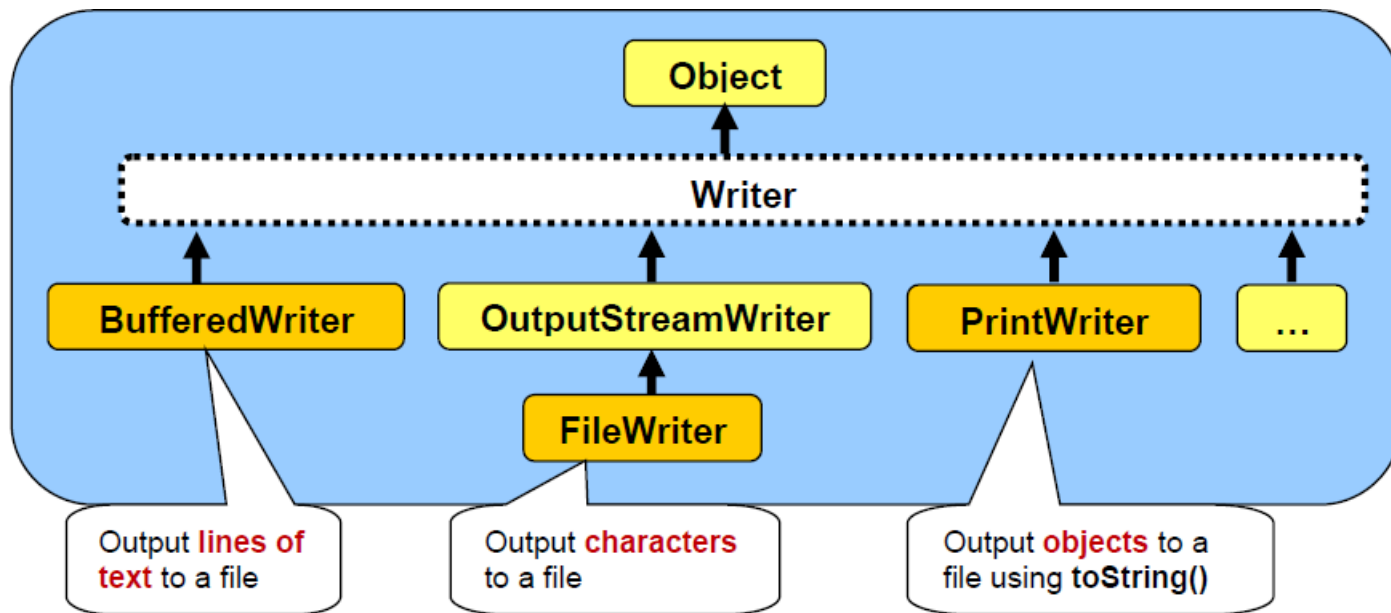 Object
Writer
BufferedWriter
OutputStreamWriter
PrintWriter
...
FileWriter
Output lines of
text to a file
Output characters
to a file
Output objects to a
file using toString()